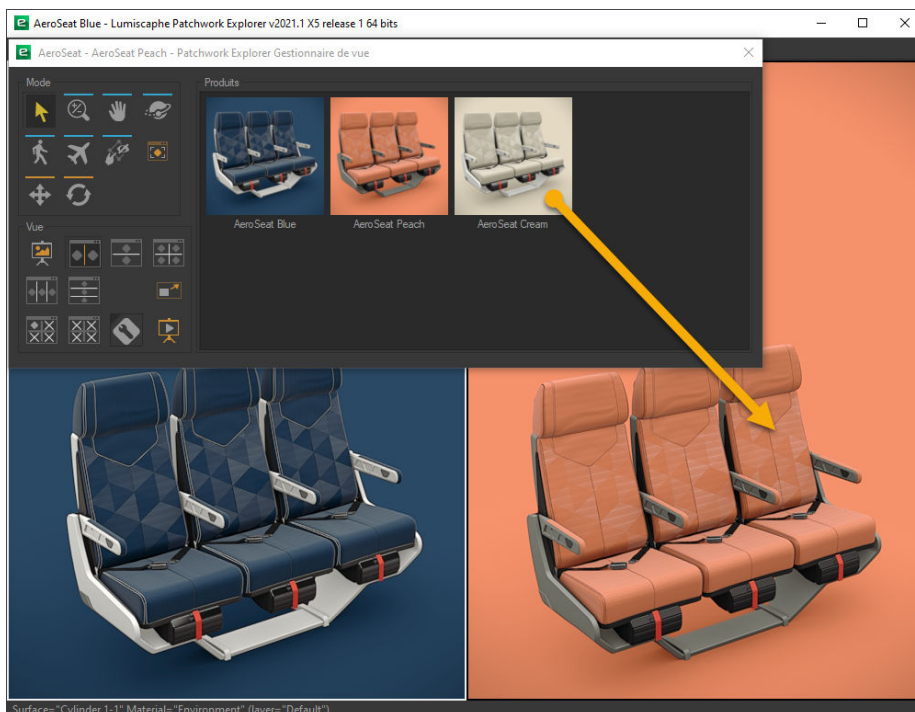 AeroSeat Blue - Lumiscaphe Patchwork Explorer v2021.1 X5 release 1 64 bits
AeroSeat - AeroSeat Peach - Patchwork Explorer Gestionnaire de vue
Mode
Produits
AeroSeat Blue
AeroSeat Peach
AeroSeat Cream
Vue
Surface="Cylinder 1-1" Material="Environment" (layer="Default")